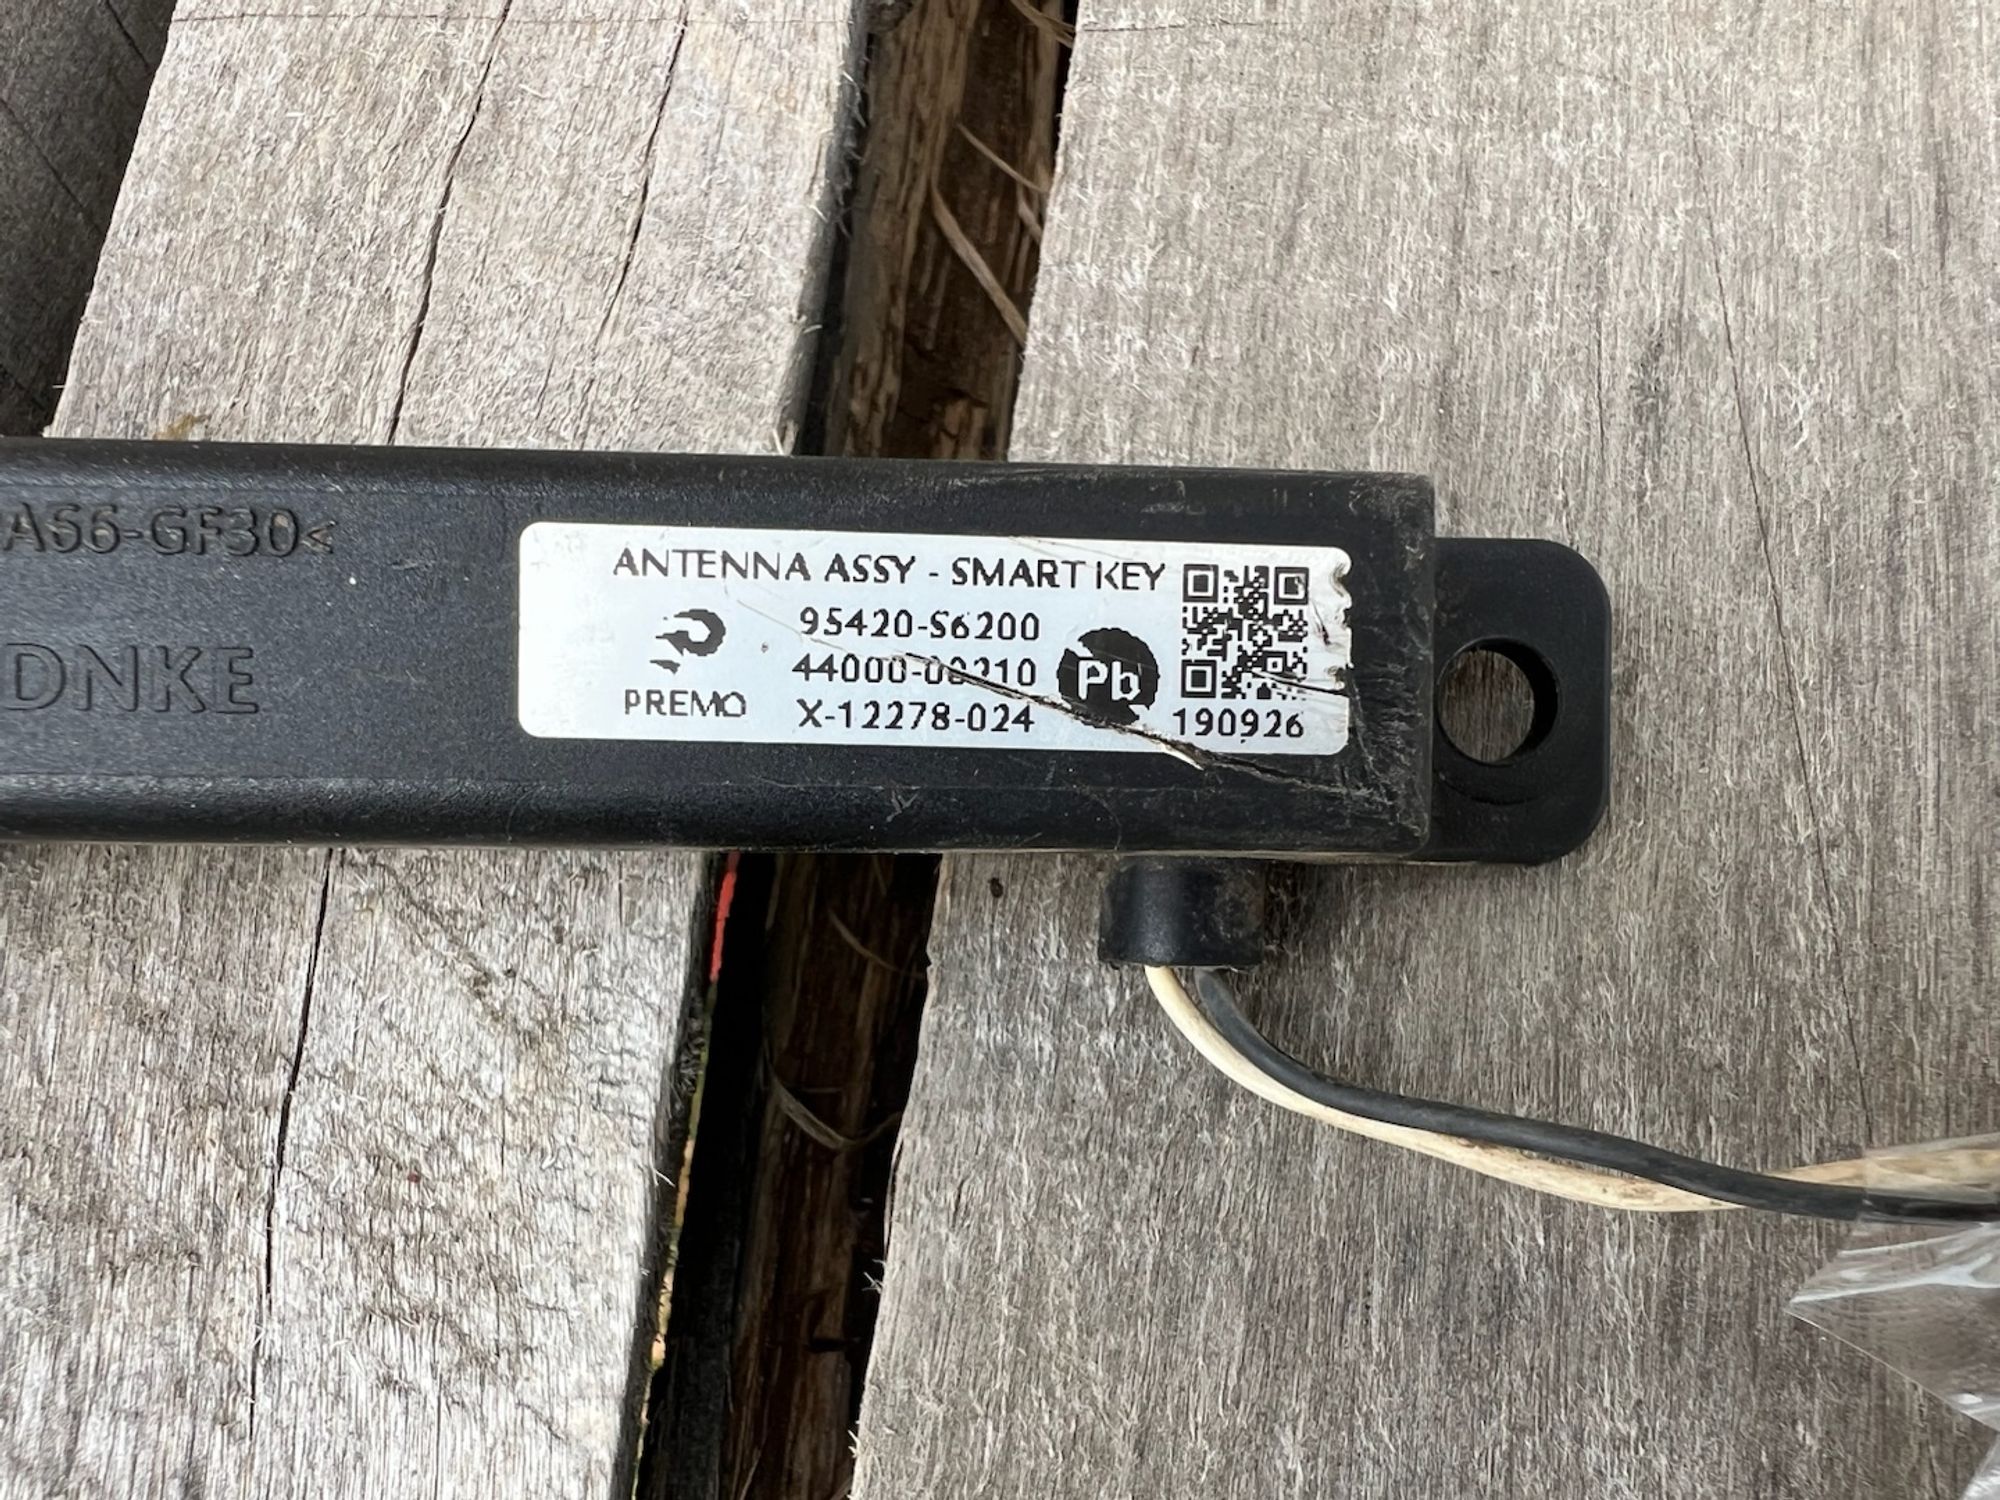 A66-GF30<
DNKE
ANTENNA ASSY - SMART KEY
95420-S6200
44000-00210
X-12278-024
PREMO
Pb
190926